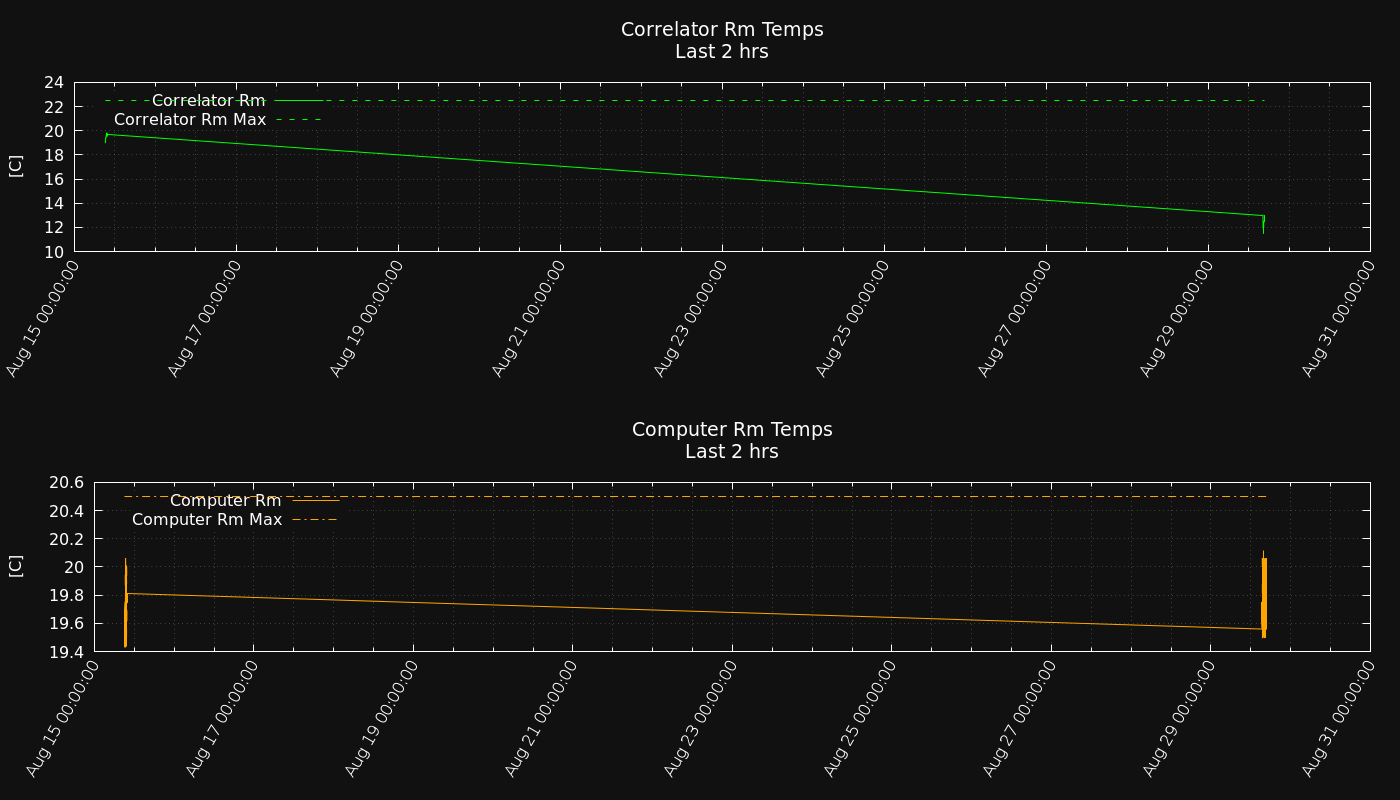 Correlator Rm Temps
Last 2 hrs
24
22
20
18
16
14
12
10
[C]
Correlator Rm
Correlator Rm Max
Aug 15 00:00:00
Aug 17 00:00:00
Aug 19 00:00:00
Aug 21 00:00:00
Aug 23 00:00:00
Aug 25 00:00:00
Aug 27 00:00:00
Aug 29 00:00:00
Aug 31 00:00:00
Computer Rm Temps
Last 2 hrs
20.6
20.4
20.2
20
19.8
19.6
19.4
[C]
Computer Rm
Computer Rm Max
Aug 15 00:00:00
Aug 17 00:00:00
Aug 19 00:00:00
Aug 21 00:00:00
Aug 23 00:00:00
Aug 25 00:00:00
Aug 27 00:00:00
Aug 29 00:00:00
Aug 31 00:00:00